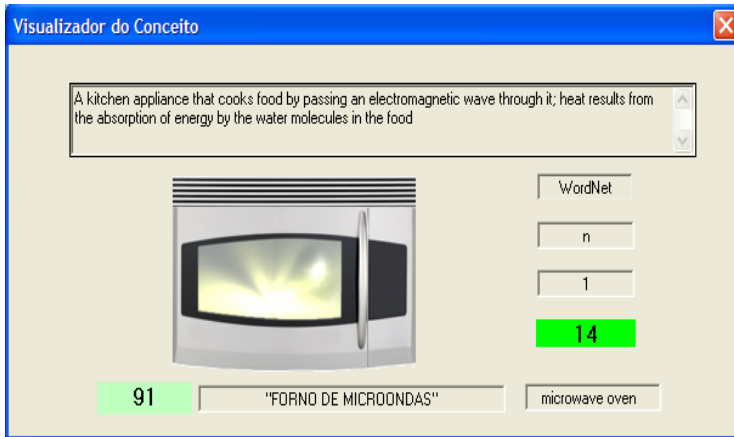 Visualizador do Conceito
A kitchen appliance that cooks food by passing an electromagnetic wave through it; heat results from
the absorption of energy by the water molecules in the food
WordNet
n
1
14
91
"FORNO DE MICROONDAS"
microwave oven